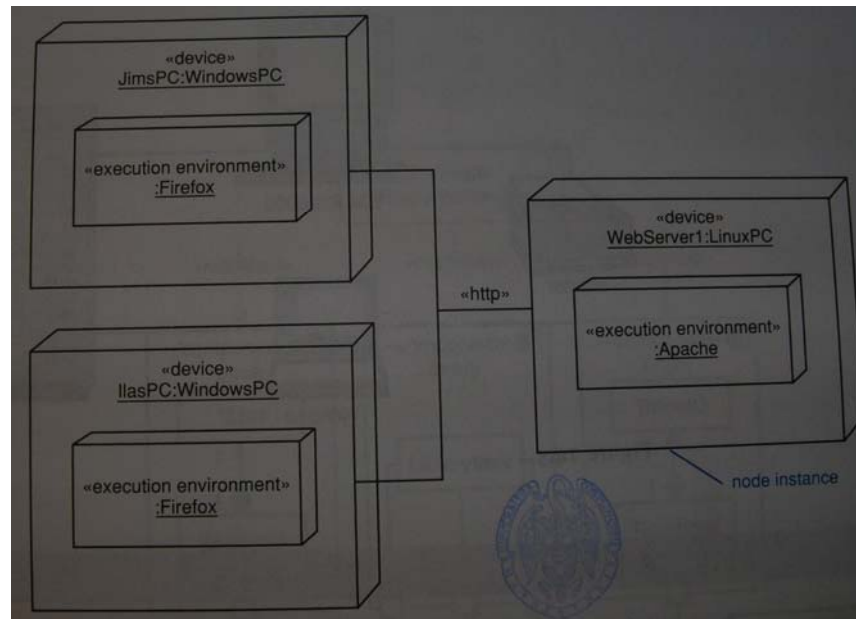 «device»
JimsPC:WindowsPC
«execution environment»
:Firefox
«device»
IlasPC:WindowsPC
«execution environment»
:Firefox
«http»
«device»
WebServer1:LinuxPC
«execution environment»
:Apache
node instance